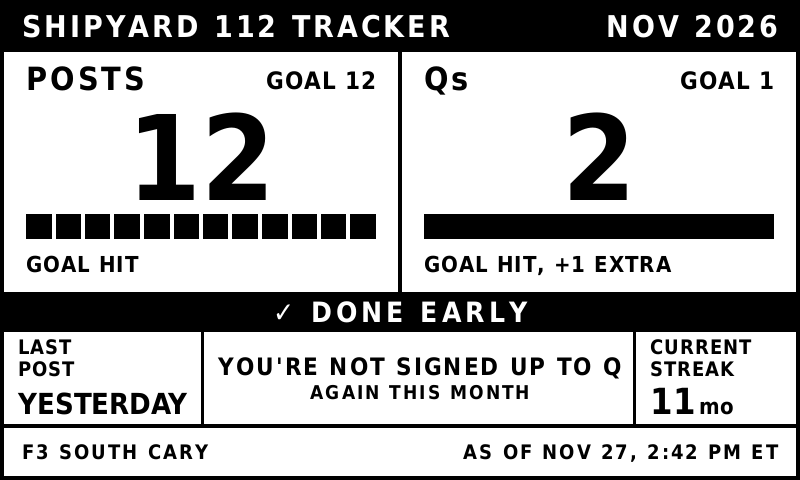 SHIPYARD 112 TRACKER
NOV 2026
POSTS
GOAL 12
12
GOAL HIT
Qs
GOAL 1
2
GOAL HIT, +1 EXTRA
✓ DONE EARLY
LAST
POST
YESTERDAY
YOU'RE NOT SIGNED UP TO Q
AGAIN THIS MONTH
CURRENT
STREAK
11 mo
F3 SOUTH CARY
AS OF NOV 27, 2:42 PM ET